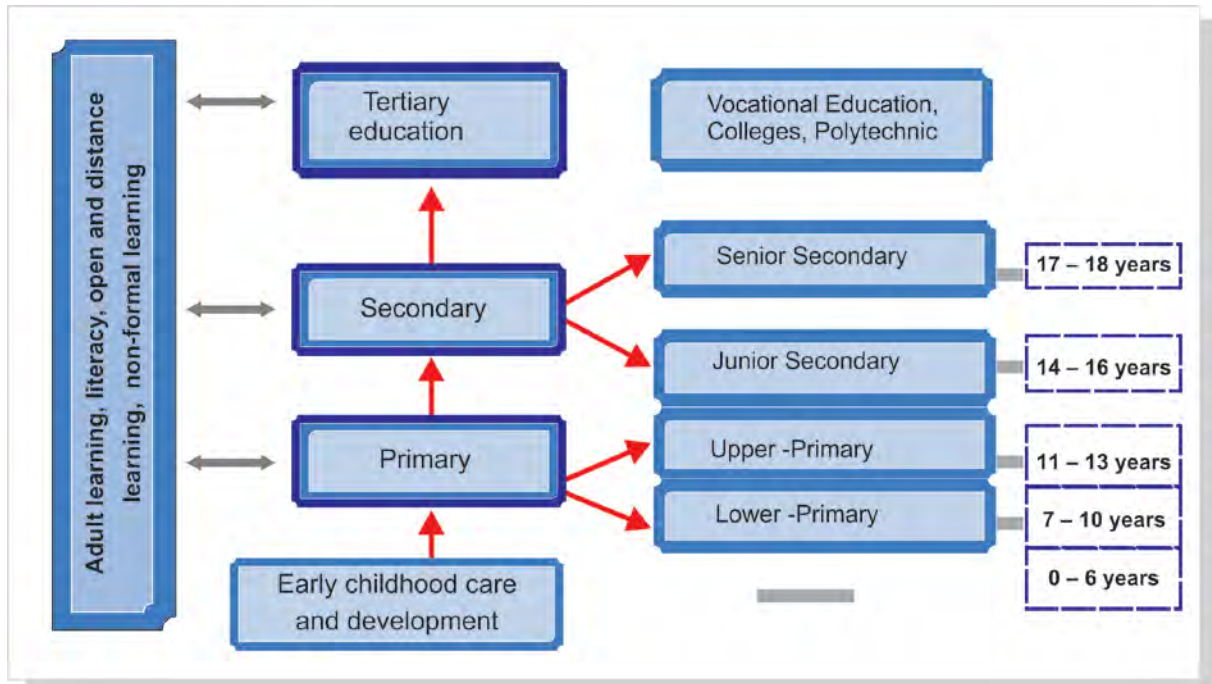 Adult learning, literacy, open and distance
learning, non-formal learning
Tertiary
education
Vocational Education,
Colleges, Polytechnic
Secondary
Senior Secondary
17 – 18 years
Junior Secondary
14 – 16 years
Primary
Upper -Primary
11 – 13 years
Lower -Primary
7 – 10 years
Early childhood care
and development
0 – 6 years